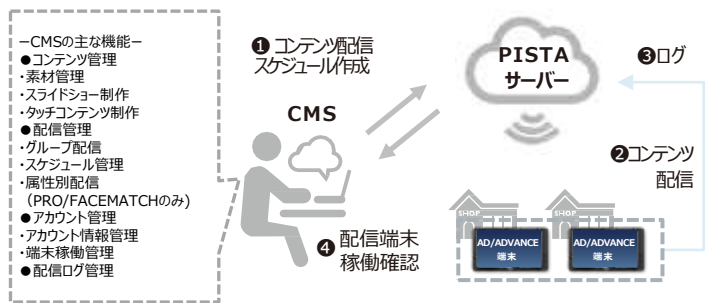 ーCMSの主な機能ー
●コンテンツ管理
・素材管理
・スライドショー制作
・タッチコンテンツ制作
●配信管理
・グループ配信
・スケジュール管理
・属性別配信
（PRO/FACEMATCHのみ)
●アカウント管理
・アカウント情報管理
・端末稼働管理
●配信ログ管理
❶ コンテンツ配信
スケジュール作成
CMS
❹ 配信端末
稼働確認
PISTA
サーバー
❸ログ
❷コンテンツ
配信
SHOP
SHOP
AD/ADVANCE
端末
AD/ADVANCE
端末